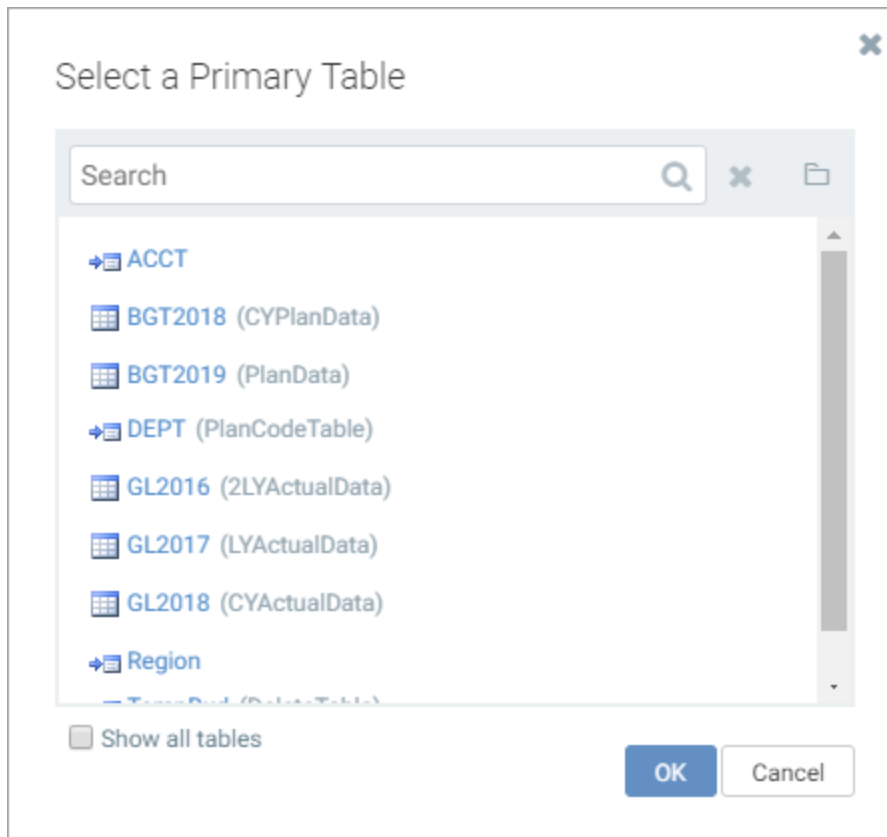 Select a Primary Table
Search
ACCT
BGT2018 (CYPlanData)
BGT2019 (PlanData)
DEPT (PlanCodeTable)
GL2016 (2LYActualData)
GL2017 (LYActualData)
GL2018 (CYActualData)
Region
Show all tables
OK Cancel